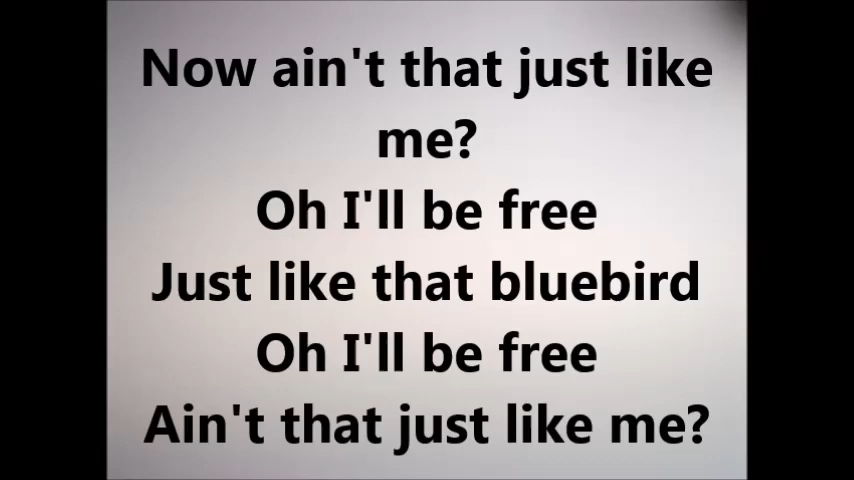 Now ain't that just like
me?
Oh I'll be free
Just like that bluebird
Oh I'll be free
Ain't that just like me?